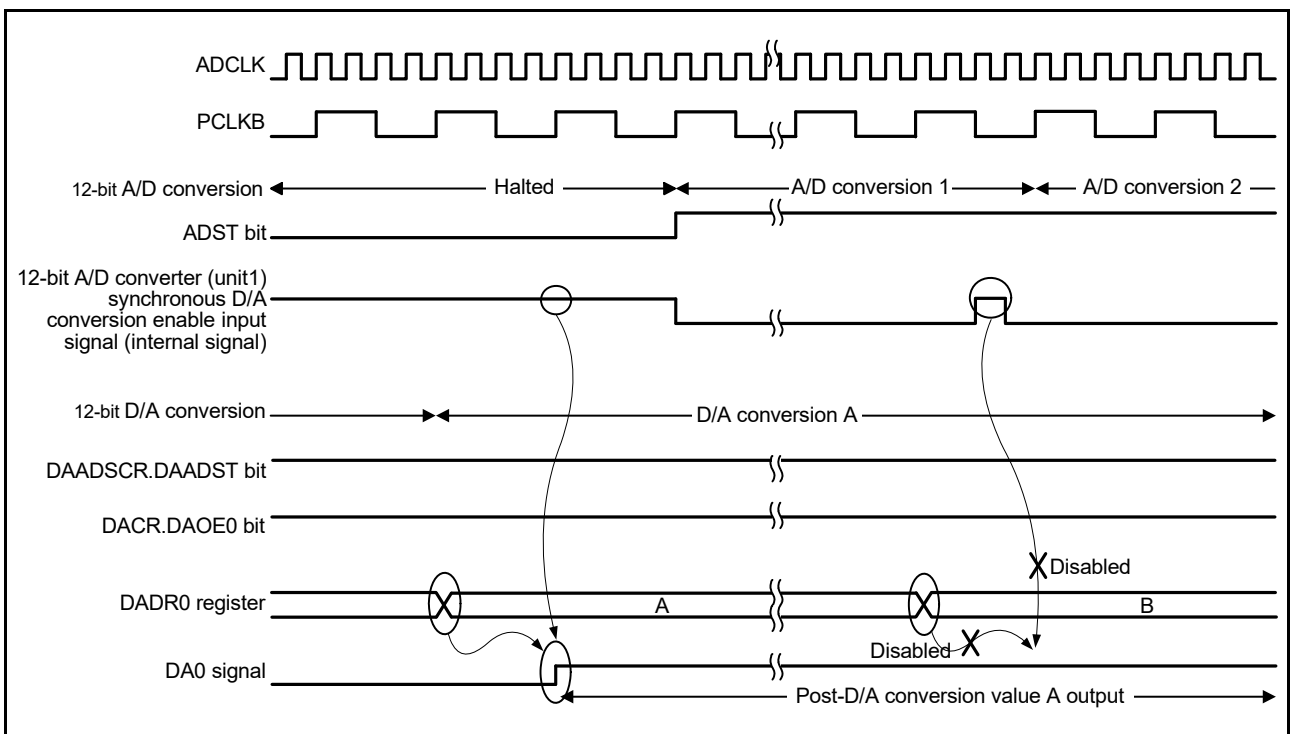 ADCLK
PCLKB
12-bit A/D conversion
Halted
A/D conversion 1
A/D conversion 2
ADST bit
12-bit A/D converter (unit1)
synchronous D/A
conversion enable input
signal (internal signal)
12-bit D/A conversion
D/A conversion A
DAADSCR.DAADST bit
DACR.DAOE0 bit
Disabled
DADR0 register
A
B
Disabled
DA0 signal
Post-D/A conversion value A output